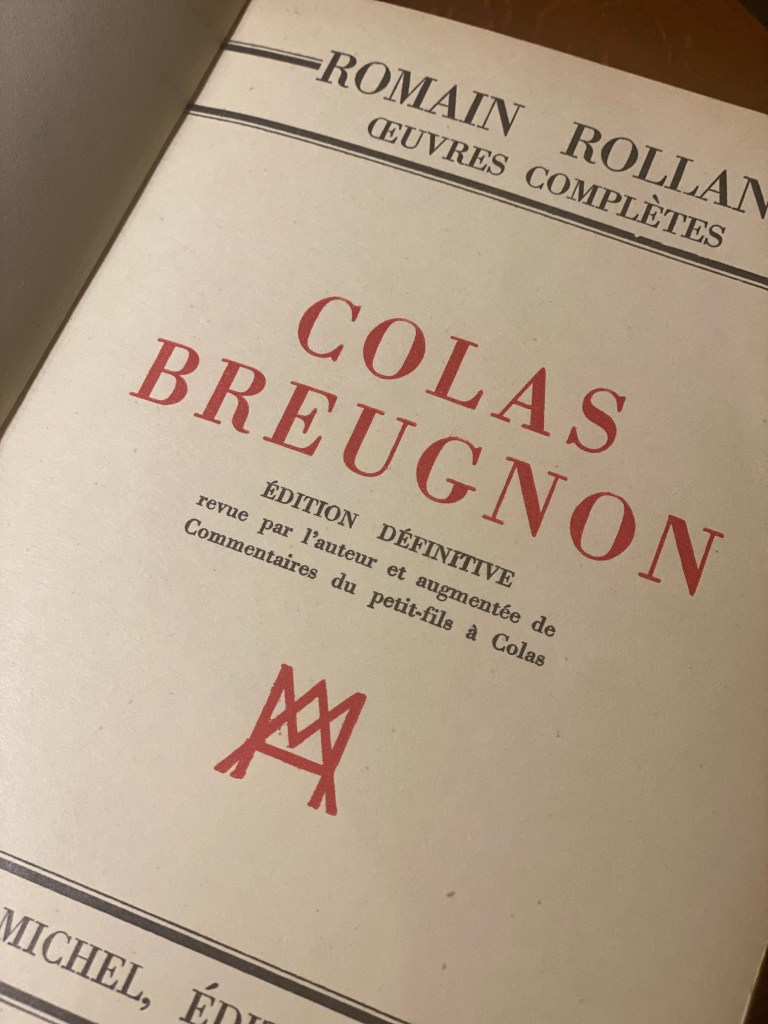 ROMAIN ROLLAN
ŒUVRES COMPLÈTES
COLAS
BREUGNON
ÉDITION DÉFINITIVE
revue par l'auteur et augmentée de
Commentaires du petit-fils à Colas
MICHEL, ÉDI